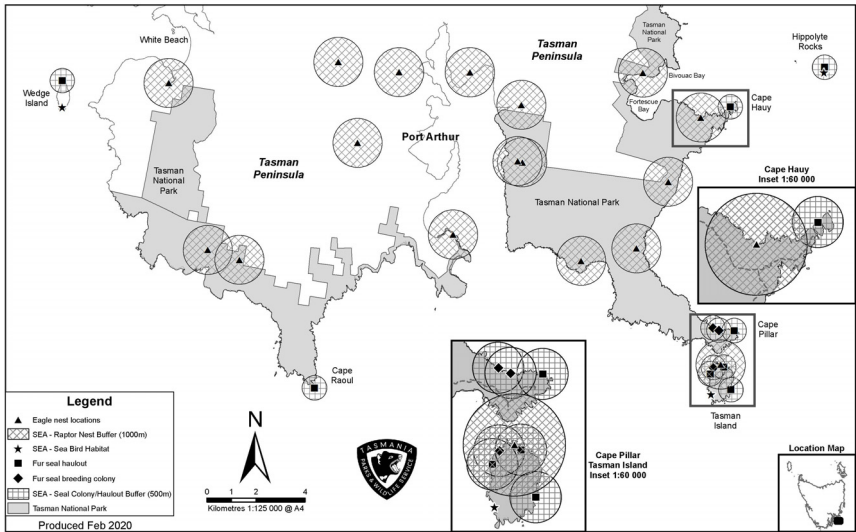 White Beach
Wedge
Island
Tasman
National
Park
Tasman
Peninsula
Port Arthur
Tasman
Peninsula
Tasman
National
Park
Bivouac Bay
Fortescue
Bay
Hippolyte
Rocks
Cape
Hauy
Tasman National Park
Cape Hauy
Inset 1:60 000
Cape
Raoul
Cape
Pillar
Tasman
Island
Cape Pillar
Tasman Island
Inset 1:60 000
Legend
Eagle nest locations
SEA - Raptor Nest Buffer (1000m)
SEA - Sea Bird Habitat
Fur seal haulout
Fur seal breeding colony
SEA - Seal Colony/Haulout Buffer (500m)
Tasman National Park
Produced Feb 2020
N
0 2 4
Kilometres 1:125 000 @ A4
TASMANIA
PARKS & WILDLIFE SERVICE
Location Map